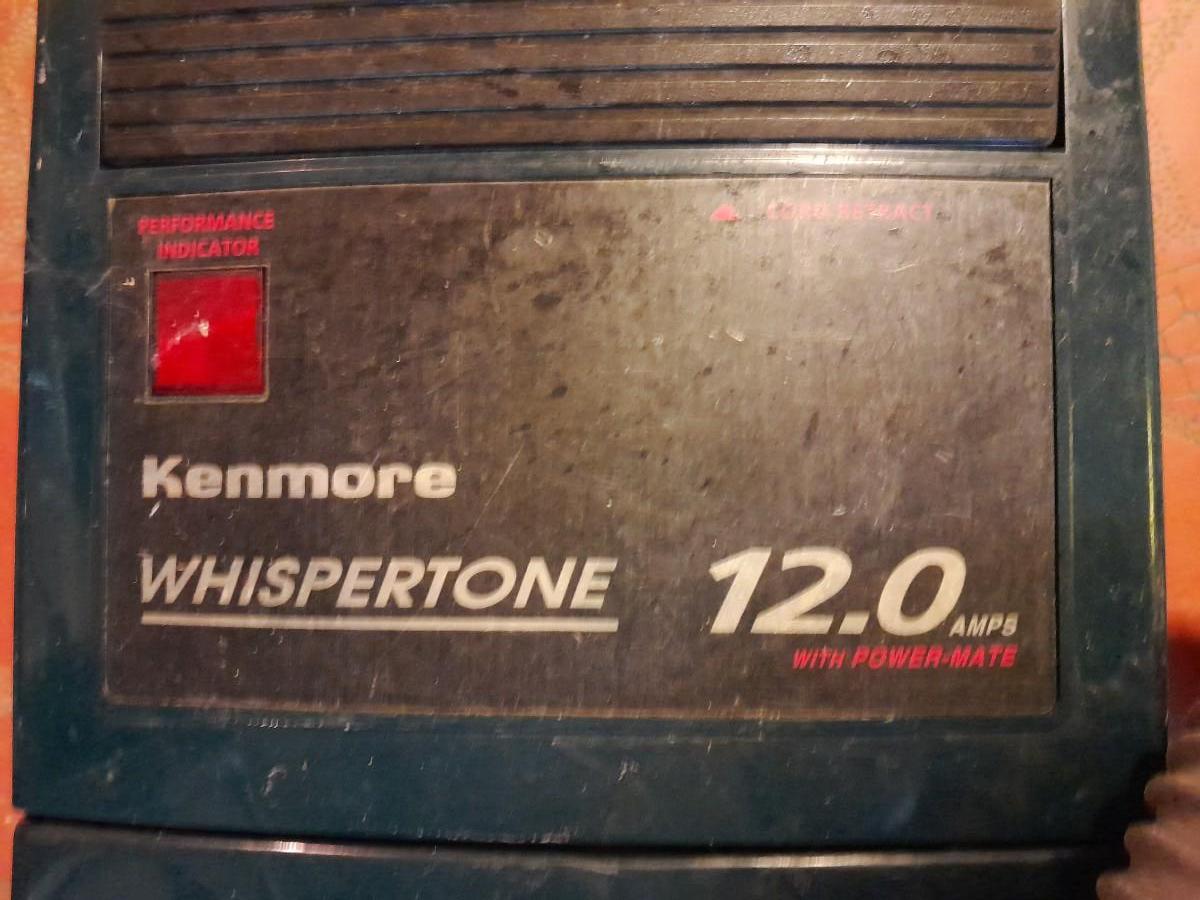 PERFORMANCE
INDICATOR
CORD RETRACT
Kenmore
WHISPERTONE
12.0 AMPS
WITH POWER-MATE